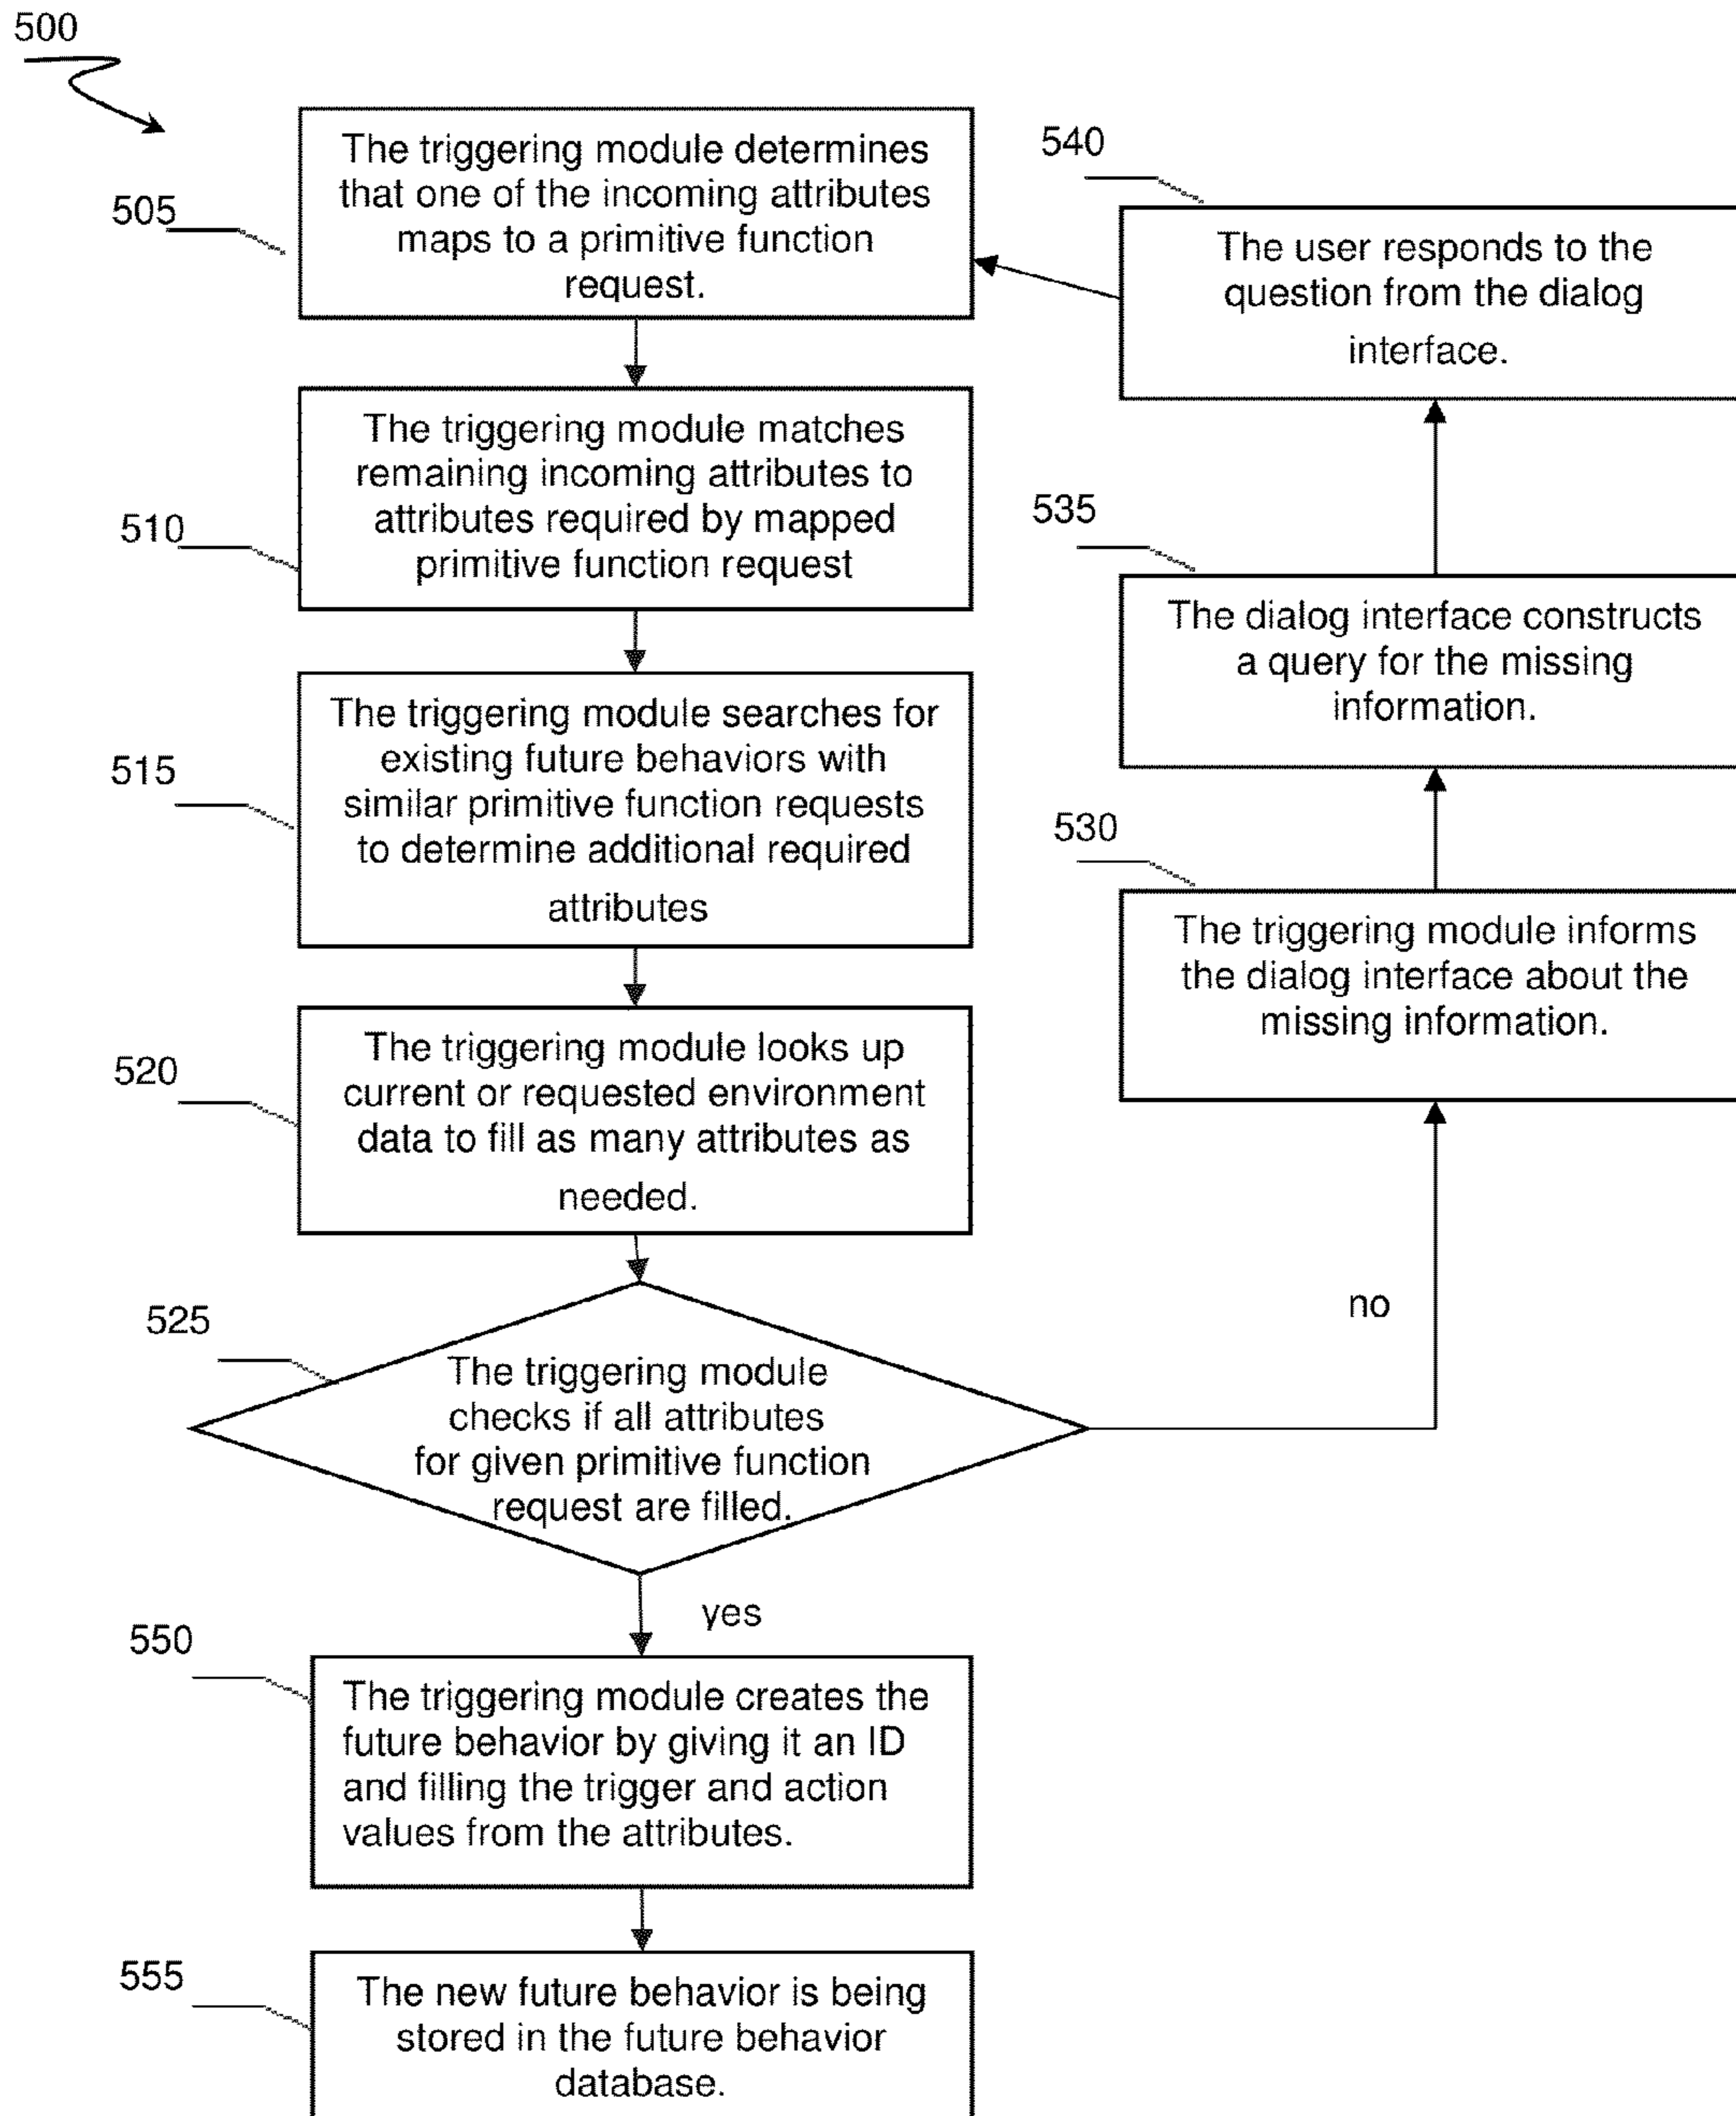 500
505
The triggering module determines
that one of the incoming attributes
maps to a primitive function
request.
510
The triggering module matches
remaining incoming attributes to
attributes required by mapped
primitive function request
515
The triggering module searches for
existing future behaviors with
similar primitive function requests
to determine additional required
attributes
520
The triggering module looks up
current or requested environment
data to fill as many attributes as
needed.
525
The triggering module
checks if all attributes
for given primitive function
request are filled.
no
530
The triggering module informs
the dialog interface about the
missing information.
535
The dialog interface constructs
a query for the missing
information.
540
The user responds to the
question from the dialog
interface.
yes
550
The triggering module creates the
future behavior by giving it an ID
and filling the trigger and action
values from the attributes.
555
The new future behavior is being
stored in the future behavior
database.